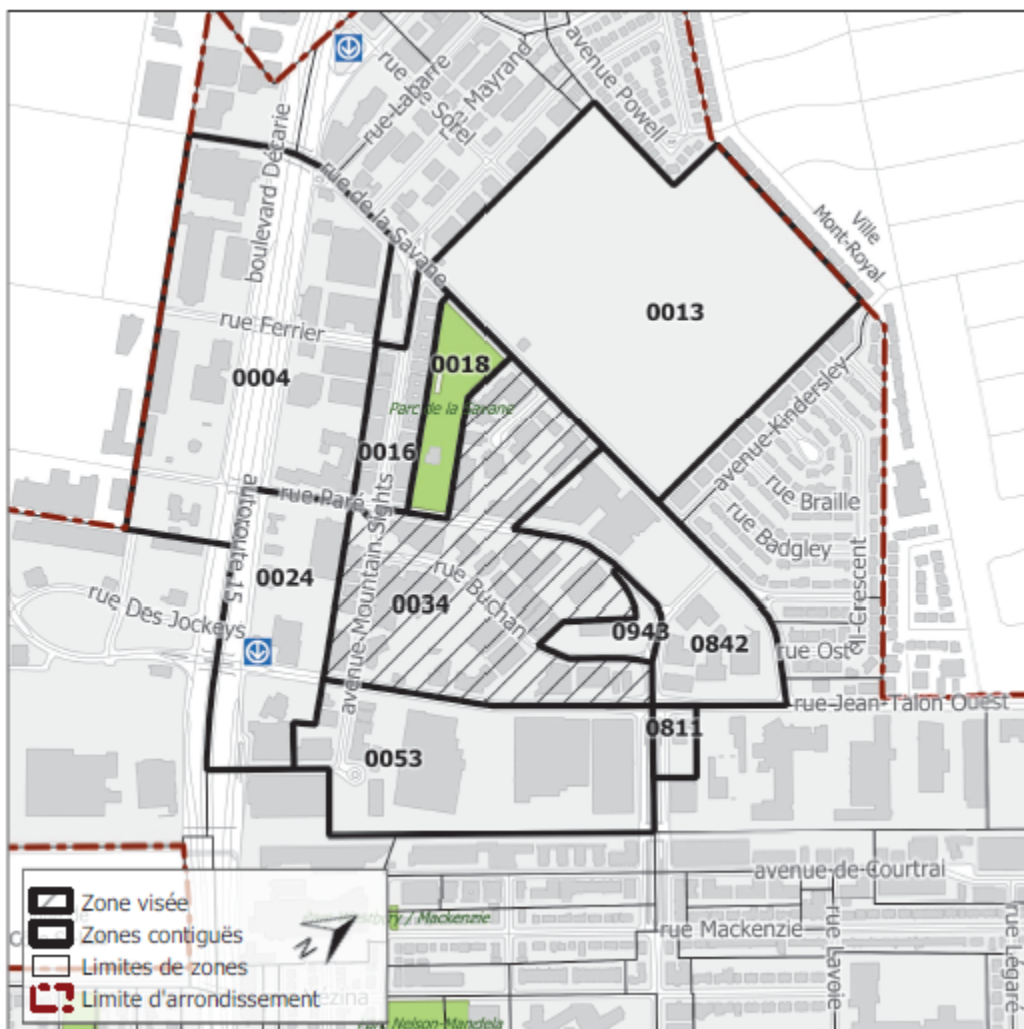 avenue Powell
rue Labarre
rue Sorel
Mayrand
boulevard Décarie
rue de la Savane
Ville
Mont-Royal
0013
rue Ferrier
0018
0004
Parc de la Savane
avenue Kindersley
0016
rue Paré
rue Braille
rue Badgley
autoroute 15
avenue Mountain Sights
rue Buchan
0024
0034
rue Des Jockeys
0943
0842
rue Jean-Talon Ouest
0811
0053
avenue de Courtrai
Zone visée
Zones contiguës
Limites de zones
Limite d'arrondissement
N
/ Mackenzie
rue Mackenzie
rue Lavoie
rue Légaré
Nelson-Mandela